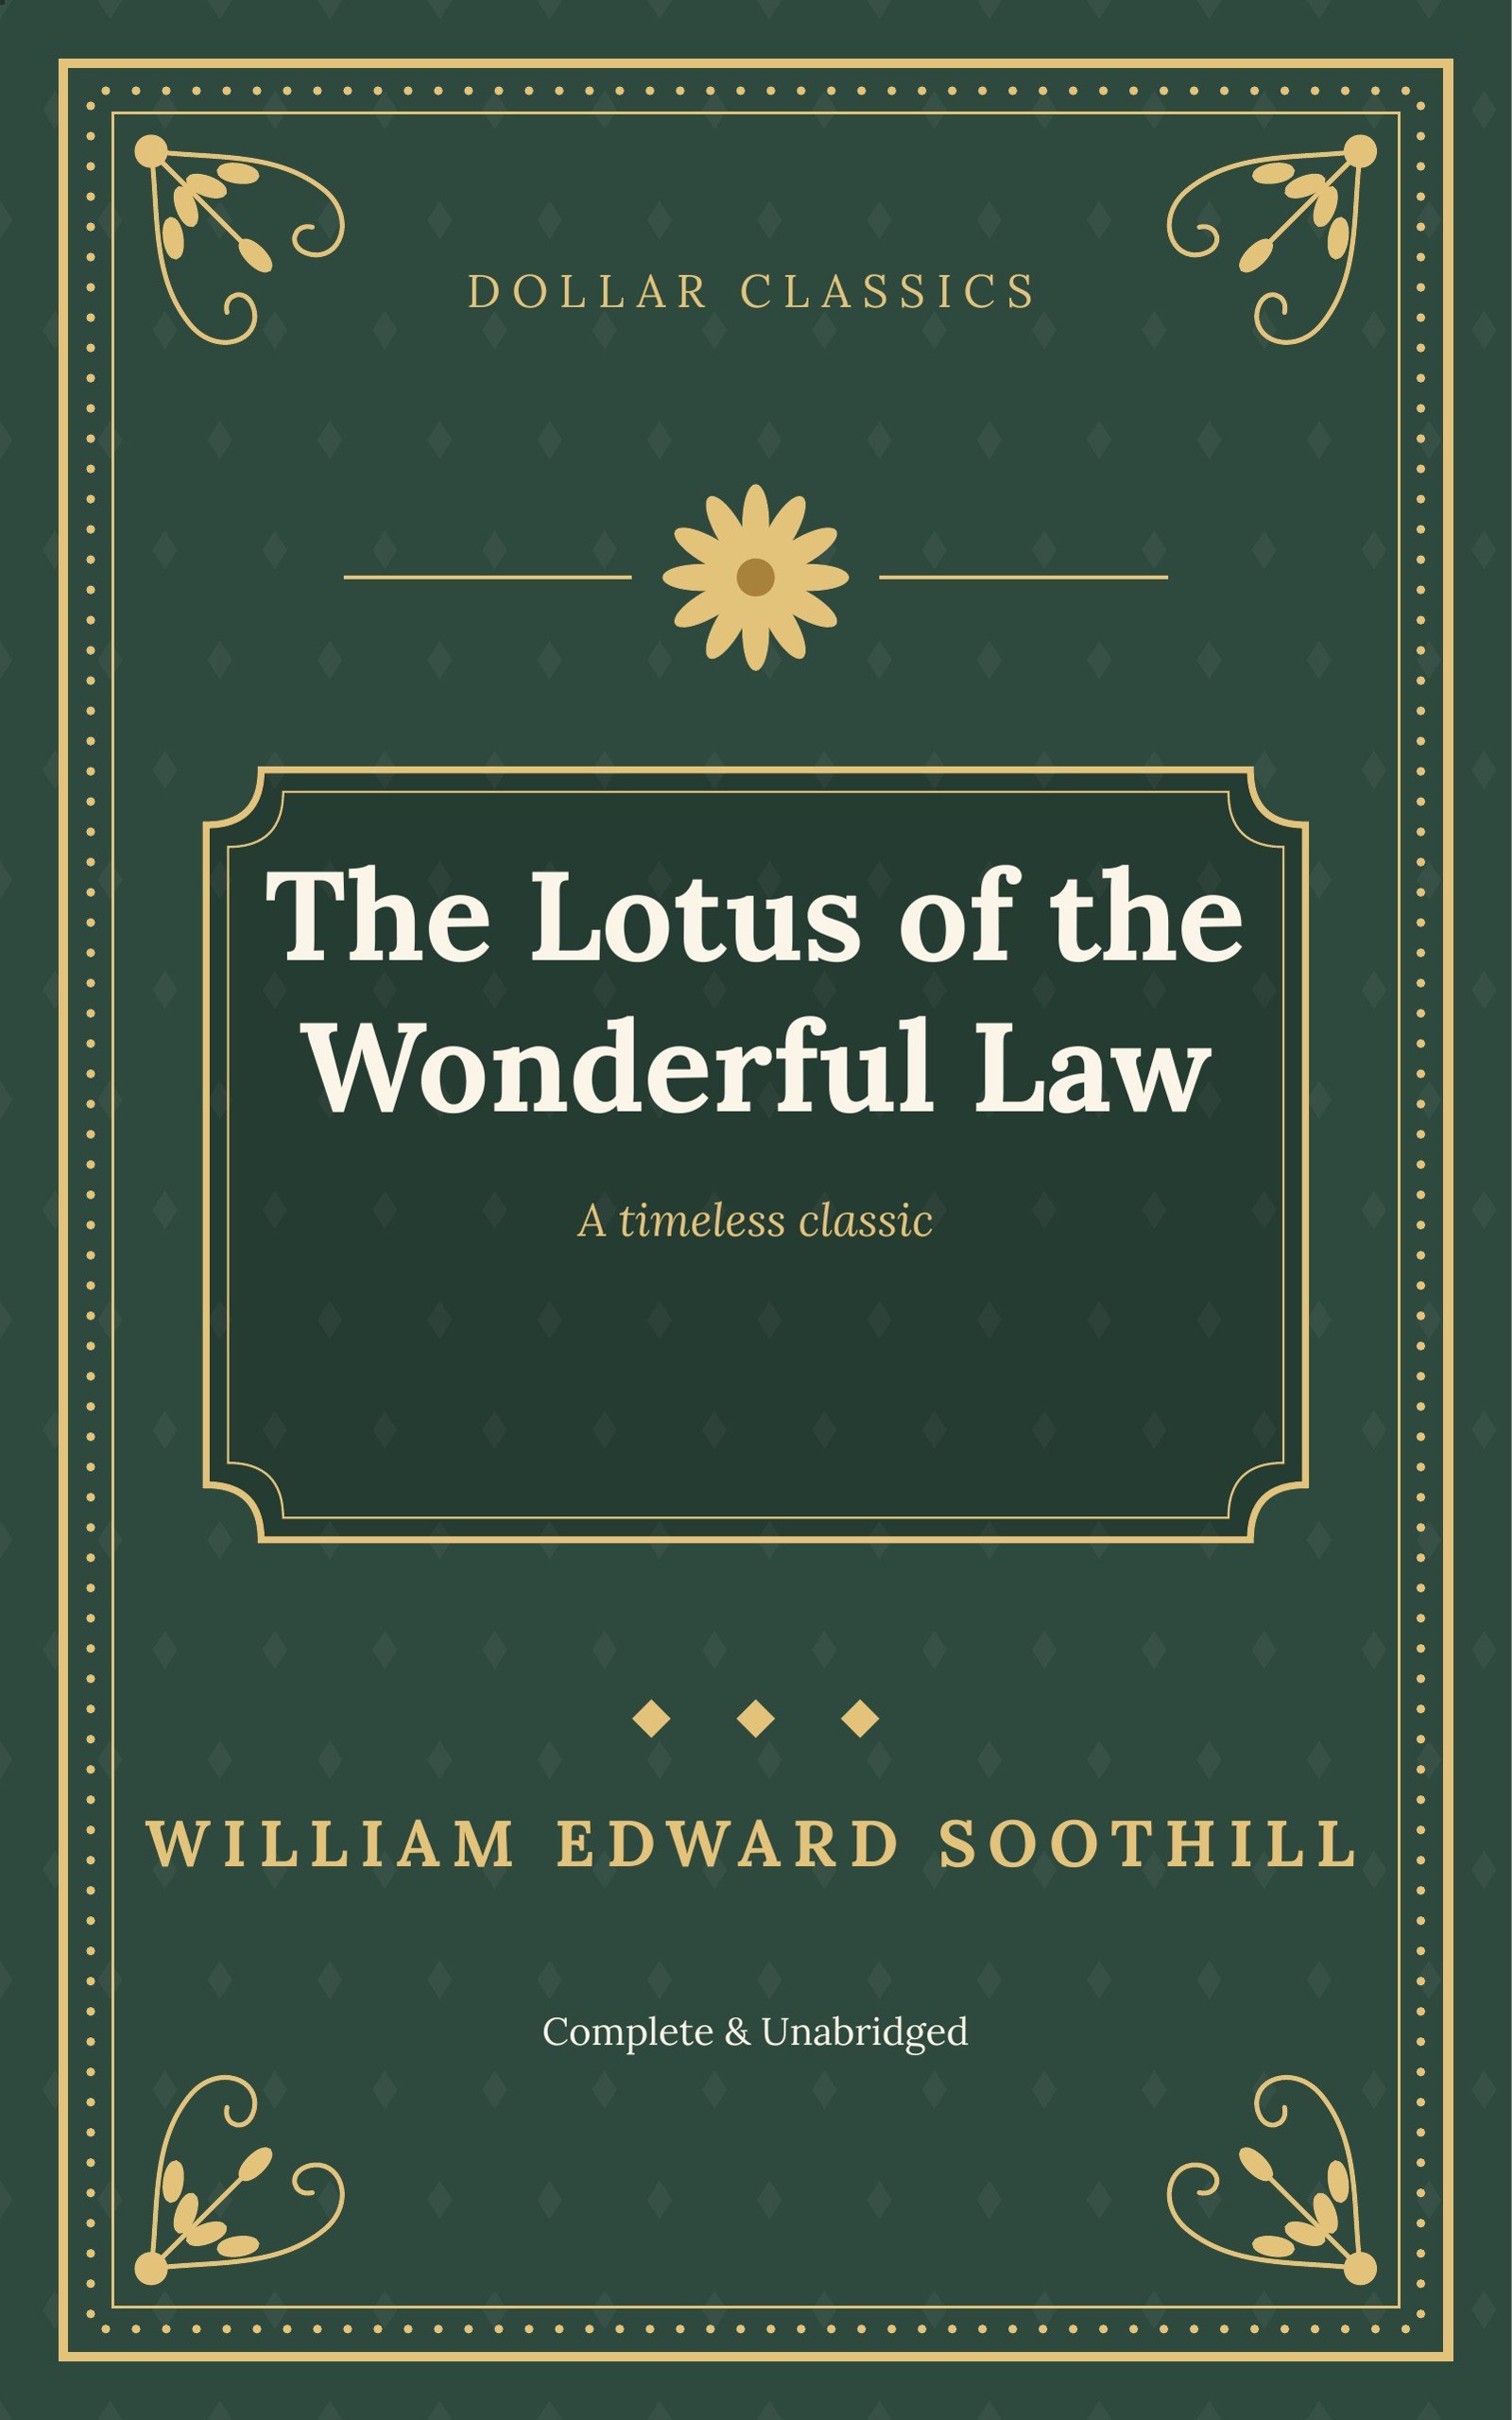 DOLLAR CLASSICS
The Lotus of the
Wonderful Law
A timeless classic
WILLIAM EDWARD SOOTHILL
Complete & Unabridged